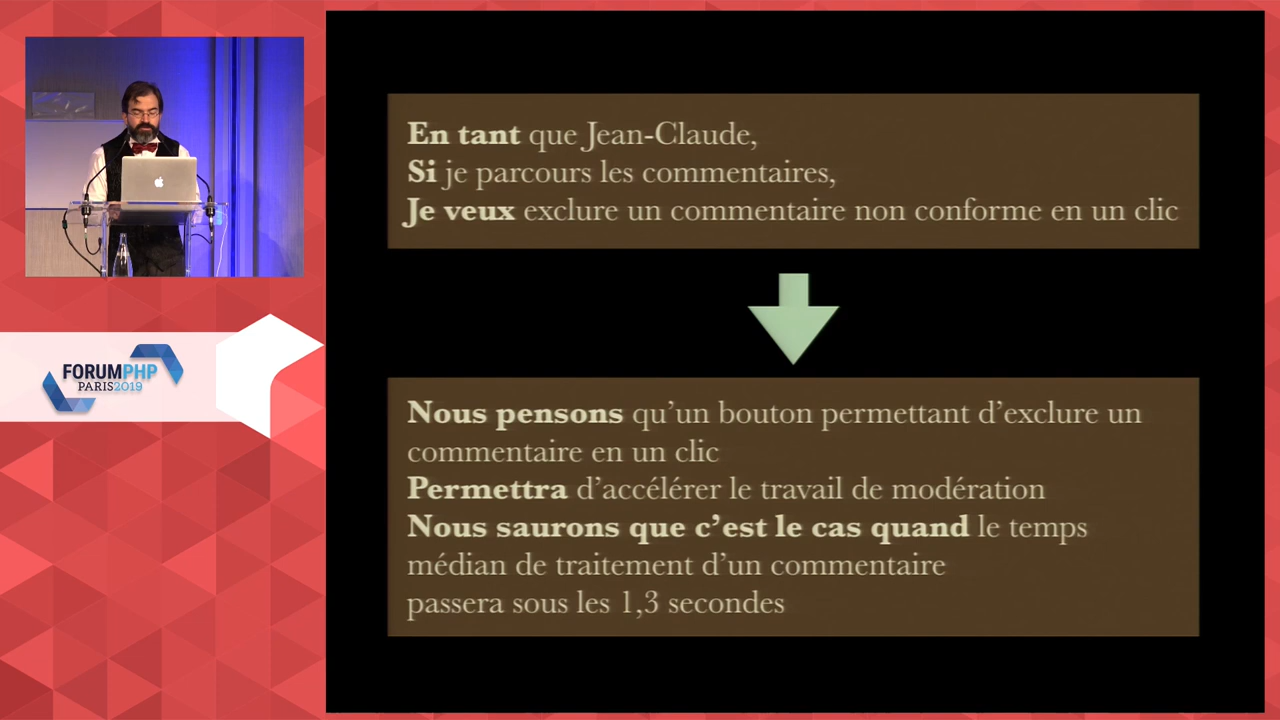 En tant que Jean-Claude,
Si je parcours les commentaires,
Je veux exclure un commentaire non conforme en un clic
Nous pensons qu'un bouton permettant d'exclure un
commentaire en un clic
Permettra d'accélérer le travail de modération
Nous saurons que c'est le cas quand le temps
médian de traitement d'un commentaire
passera sous les 1,3 secondes
FORUMPHP
PARIS2019